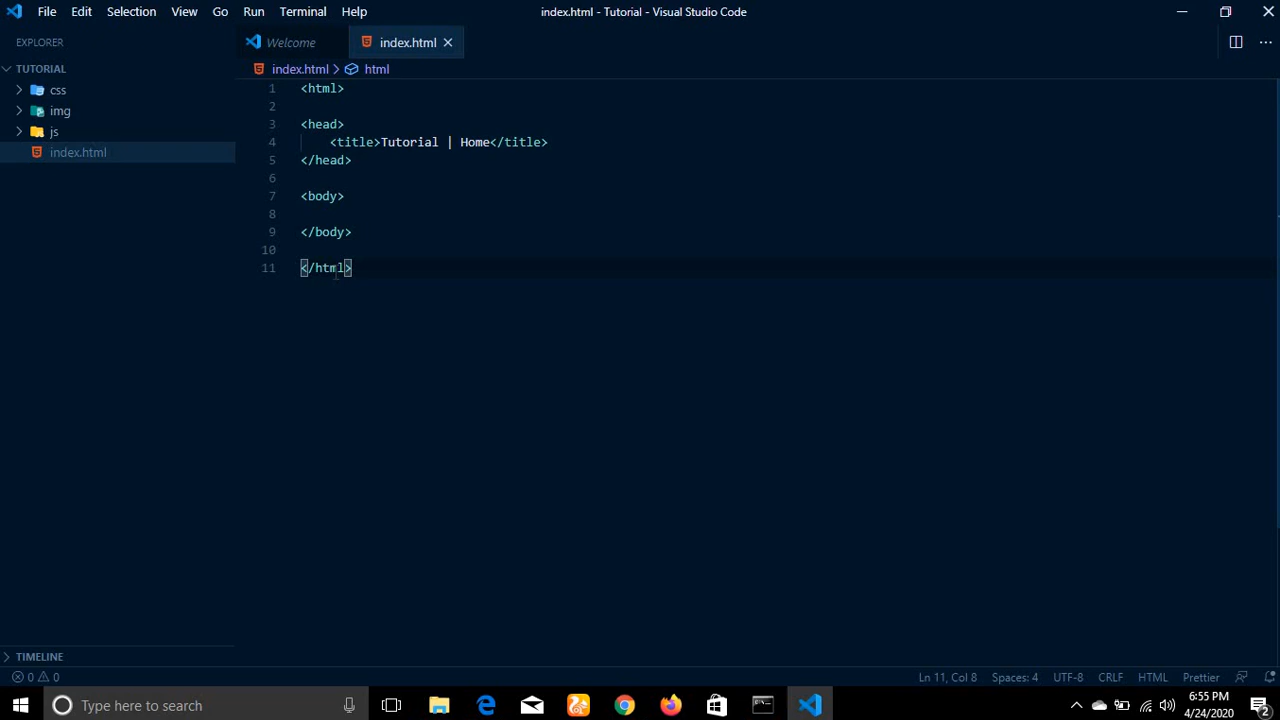 File Edit Selection View Go Run Terminal Help
index.html - Tutorial - Visual Studio Code
EXPLORER
Welcome
index.html
TUTORIAL
index.html > html
css
img
js
index.html
1 <html>
2
3 <head>
4 <title>Tutorial | Home</title>
5 </head>
6
7 <body>
8
9 </body>
10
11 </html>
TIMELINE
0 0
Ln 11, Col 8 Spaces: 4 UTF-8 CRLF HTML Prettier
Type here to search
6:55 PM
4/24/2020
2